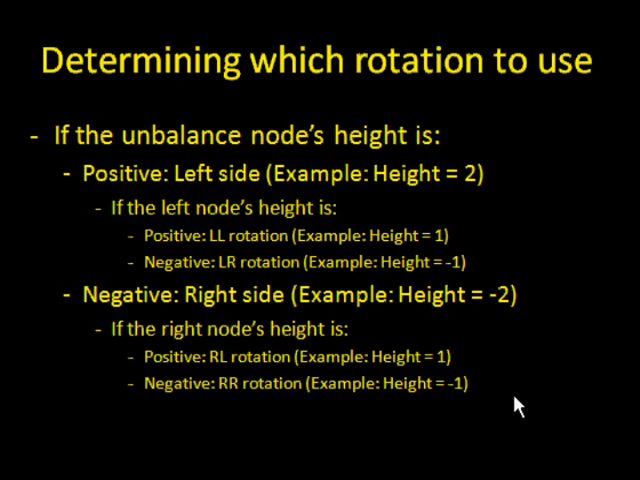 Determining which rotation to use
- If the unbalance node's height is:
- Positive: Left side (Example: Height = 2)
- If the left node's height is:
- Positive: LL rotation (Example: Height = 1)
- Negative: LR rotation (Example: Height = -1)
- Negative: Right side (Example: Height = -2)
- If the right node's height is:
- Positive: RL rotation (Example: Height = 1)
- Negative: RR rotation (Example: Height = -1)